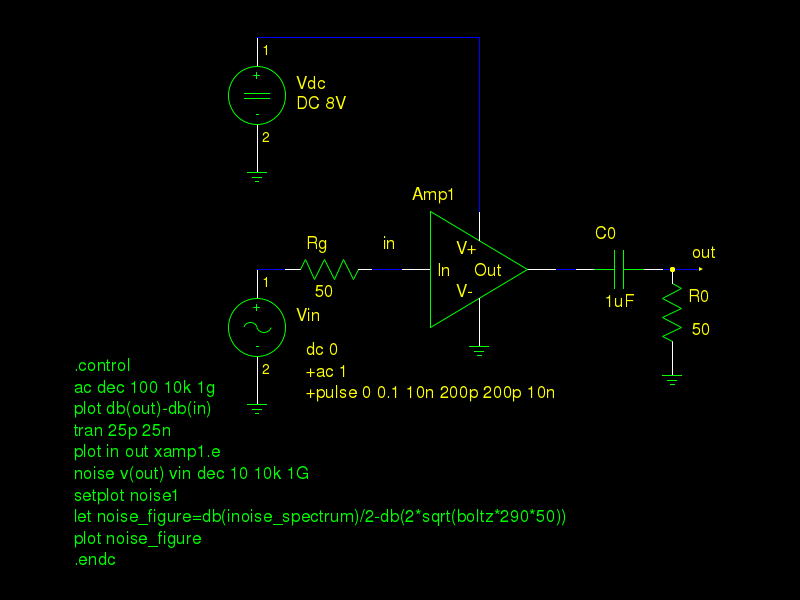 1
+
Vdc
DC 8V
-
2
Amp1
Rg
in
V+
In
Out
V-
C0
out
50
1uF
R0
50
1
+
Vin
-
2
dc 0
+ac 1
+pulse 0 0.1 10n 200p 200p 10n
.control
ac dec 100 10k 1g
plot db(out)-db(in)
tran 25p 25n
plot in out xamp1.e
noise v(out) vin dec 10 10k 1G
setplot noise1
let noise_figure=db(inoise_spectrum)/2-db(2*sqrt(boltz*290*50))
plot noise_figure
.endc